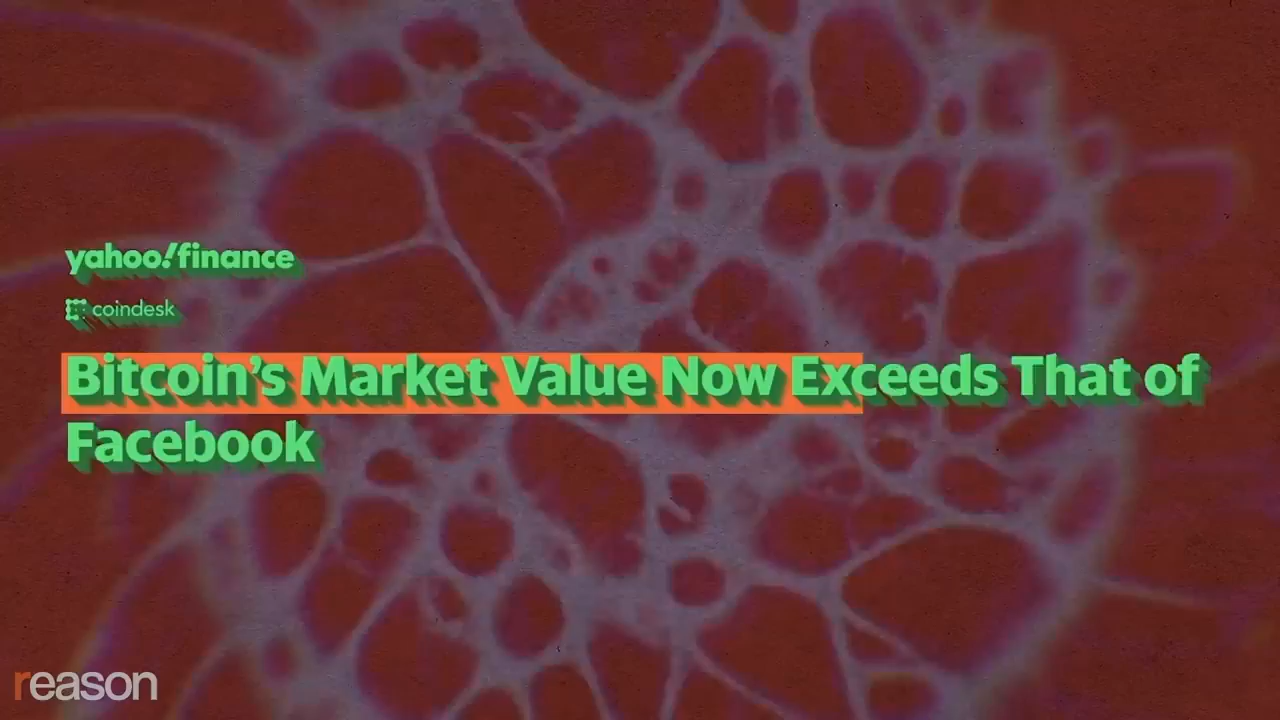 yahoo!finance
coindesk
Bitcoin’s Market Value Now Exceeds That of
Facebook
reason